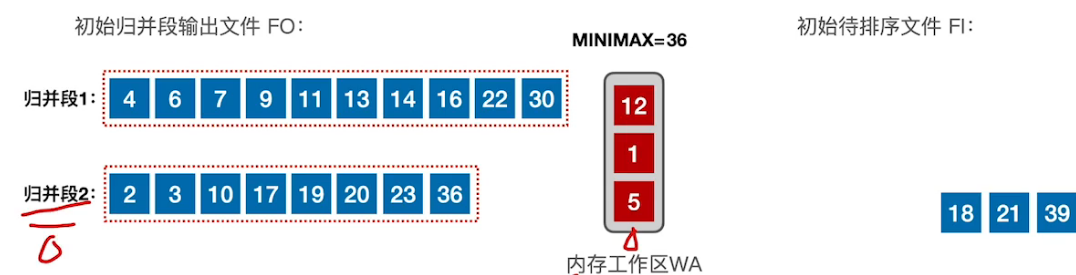 初始归并段输出文件 FO：
初始待排序文件 FI：
MINIMAX=36
归并段1： 4 6 7 9 11 13 14 16 22 30
12
1
5
归并段2： 2 3 10 17 19 20 23 36
18 21 39
内存工作区WA